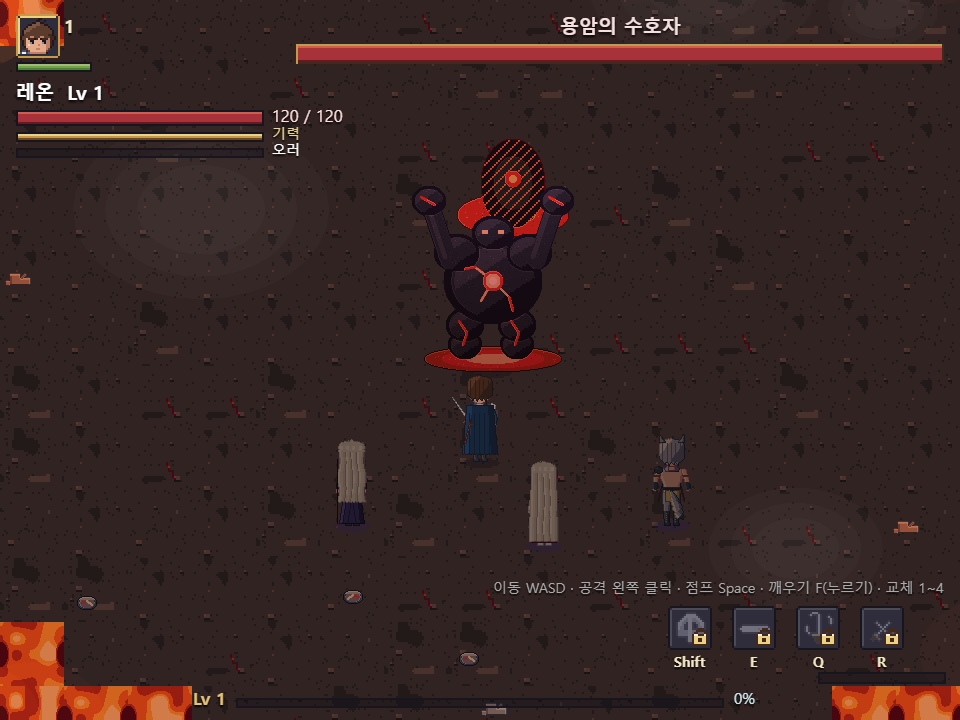 1
용암의 수호자
레온 Lv 1
120 / 120
기력
오러
이동 WASD · 공격 왼쪽 클릭 · 점프 Space · 깨우기 F(누르기) · 교체 1~4
Shift E Q R
Lv 1 0%